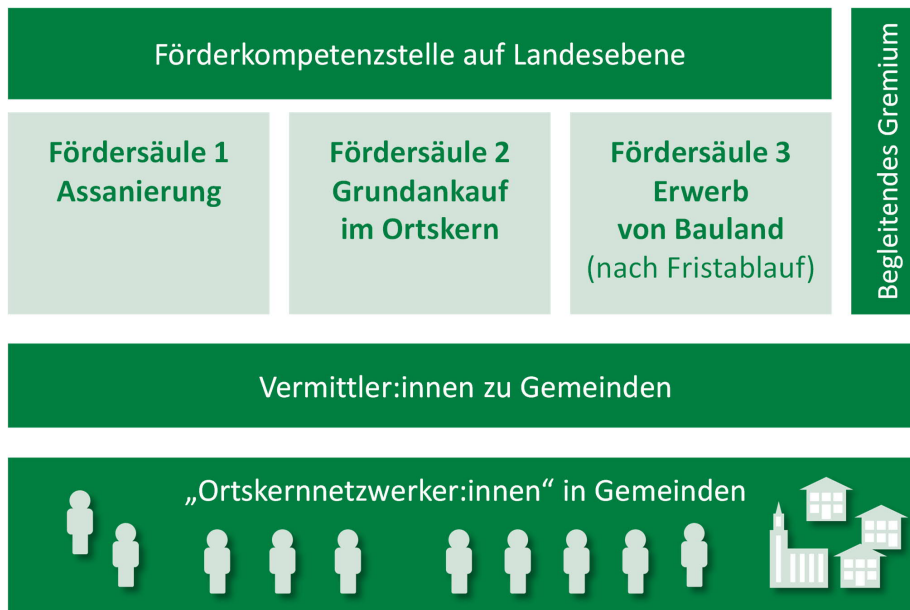 Förderkompetenzstelle auf Landesebene
Fördersäule 1
Assanierung
Fördersäule 2
Grundankauf
im Ortskern
Fördersäule 3
Erwerb
von Bauland
(nach Fristablauf)
Begleitendes Gremium
Vermittler:innen zu Gemeinden
„Ortskernnetzwerker:innen“ in Gemeinden